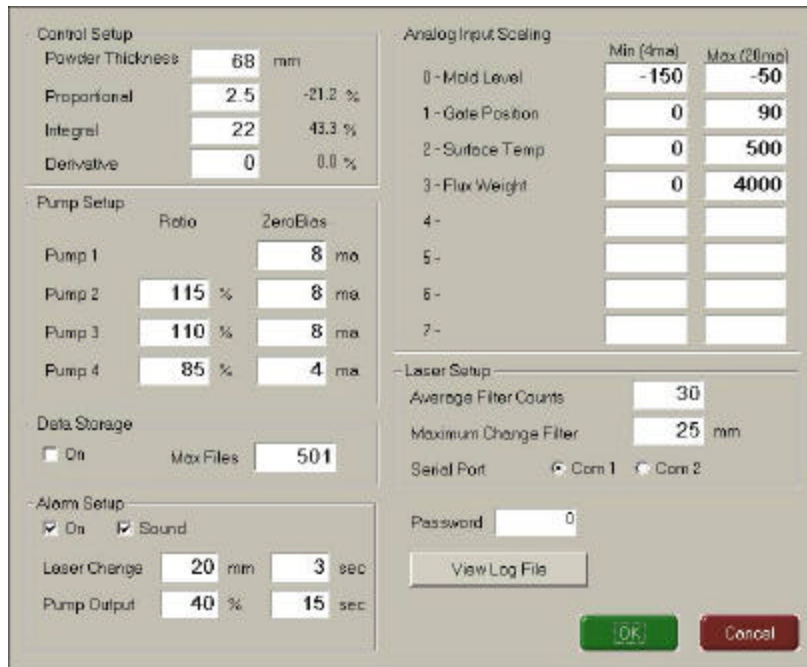 Control Setup
Powder Thickness 68 mm
Proportional 2.5 -21.2 %
Integral 22 43.3 %
Derivative 0 0.0 %
Pump Setup
Ratio ZeroBias
Pump 1 8 ma
Pump 2 115 % 8 ma
Pump 3 110 % 8 ma
Pump 4 85 % 4 ma
Data Storage
On Max Files 501
Alarm Setup
On Sound
Laser Change 20 mm 3 sec
Pump Output 40 % 15 sec
Analog Input Scaling
Min (4ma) Max (20ma)
0 - Mold Level -150 -50
1 - Gate Position 0 90
2 - Surface Temp 0 500
3 - Flux Weight 0 4000
4 -
5 -
6 -
7 -
Laser Setup
Average Filter Counts 30
Maximum Change Filter 25 mm
Serial Port Com 1 Com 2
Password 0
View Log File
OK Cancel